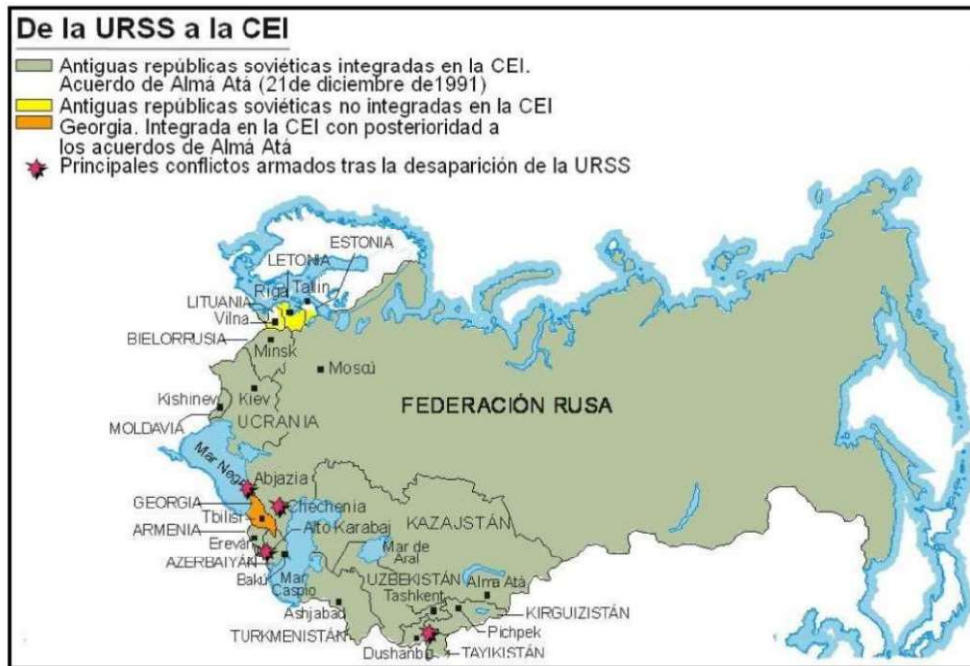 De la URSS a la CEI
Antiguas repúblicas soviéticas integradas en la CEI.
Acuerdo de Almá Atá (21de diciembre de1991)
Antiguas repúblicas soviéticas no integradas en la CEI
Georgia. Integrada en la CEI con posterioridad a
los acuerdos de Almá Atá
Principales conflictos armados tras la desaparición de la URSS
ESTONIA
LETONIA
Riga
Talin
LITUANIA
Vilna
BIELORRUSIA
Minsk
Moscú
Kishinev
Kiev
FEDERACIÓN RUSA
UCRANIA
MOLDAVIA
Mar Negro
Abjazia
GEORGIA
Chechenia
Tbilisi
Alto Karabaj
KAZAJSTÁN
ARMENIA
Ereván
Mar de
Aral
AZERBAIYÁN
Bakú
Mar
Caspio
UZBEKISTÁN
Alma Atá
Tashkent
Ashjabad
KIRGUIZISTÁN
TURKMENISTÁN
Pichpek
Dushanbe
TAYIKISTÁN